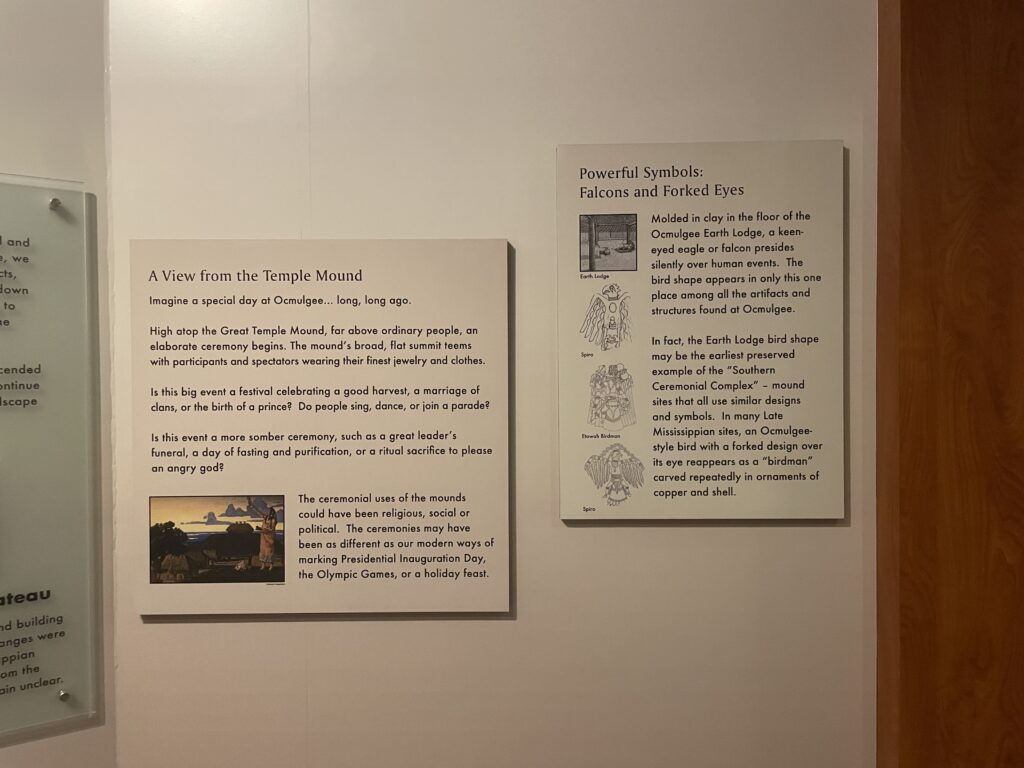 l and
e, we
cts,
down
to
ne
cended
ontinue
dscape
ateau
nd building
anges were
ppian
om the
ain unclear.
A View from the Temple Mound
Imagine a special day at Ocmulgee... long, long ago.
High atop the Great Temple Mound, far above ordinary people, an
elaborate ceremony begins. The mound's broad, flat summit teems
with participants and spectators wearing their finest jewelry and clothes.
Is this big event a festival celebrating a good harvest, a marriage of
clans, or the birth of a prince? Do people sing, dance, or join a parade?
Is this event a more somber ceremony, such as a great leader's
funeral, a day of fasting and purification, or a ritual sacrifice to please
an angry god?
The ceremonial uses of the mounds
could have been religious, social or
political. The ceremonies may have
been as different as our modern ways of
marking Presidential Inauguration Day,
the Olympic Games, or a holiday feast.
Powerful Symbols:
Falcons and Forked Eyes
Earth Lodge
Spiro
Etowah Birdman
Spiro
Molded in clay in the floor of the
Ocmulgee Earth Lodge, a keen-
eyed eagle or falcon presides
silently over human events. The
bird shape appears in only this one
place among all the artifacts and
structures found at Ocmulgee.
In fact, the Earth Lodge bird shape
may be the earliest preserved
example of the "Southern
Ceremonial Complex" – mound
sites that all use similar designs
and symbols. In many Late
Mississippian sites, an Ocmulgee-
style bird with a forked design over
its eye reappears as a "birdman"
carved repeatedly in ornaments of
copper and shell.